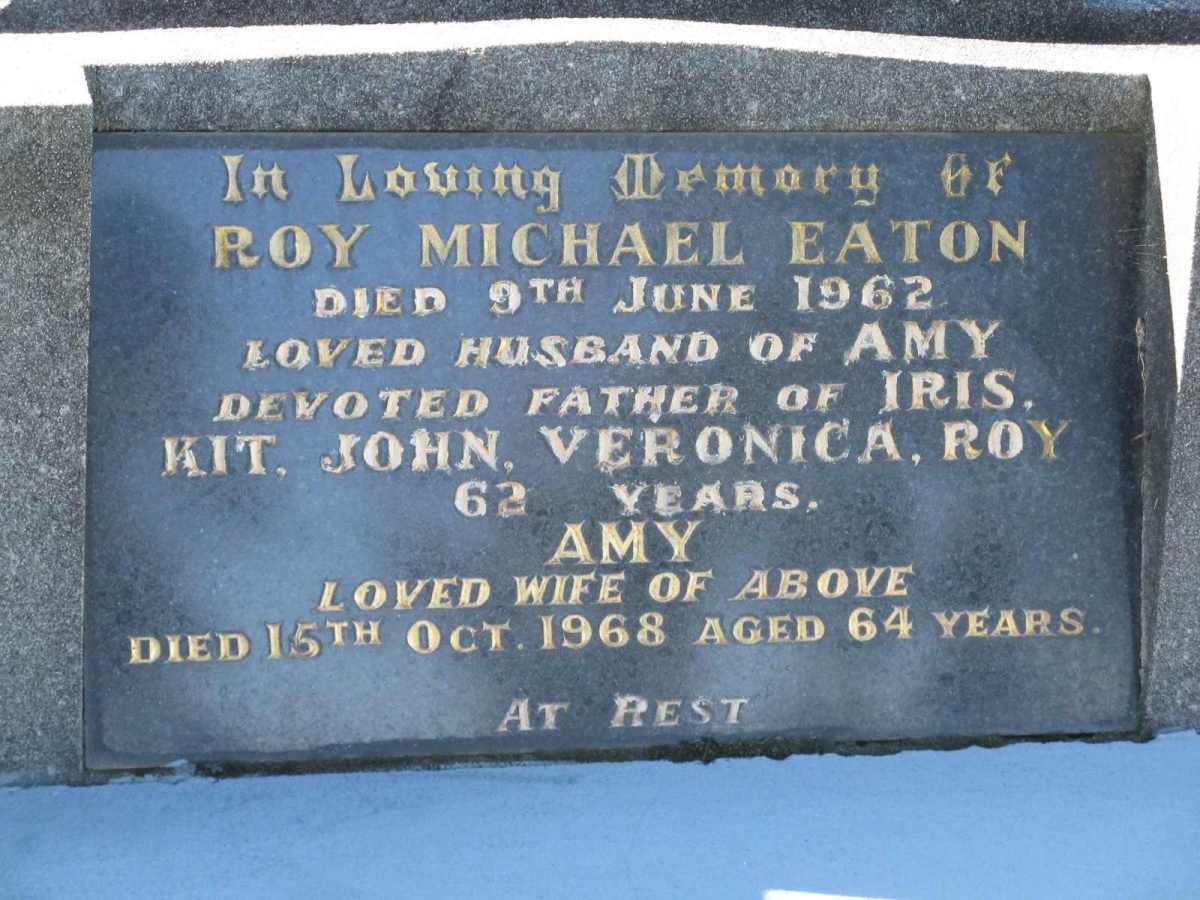 In Loving Memory Of
ROY MICHAEL EATON
DIED 9TH JUNE 1962
LOVED HUSBAND OF AMY
DEVOTED FATHER OF IRIS,
KIT, JOHN, VERONICA, ROY
62 YEARS.
AMY
LOVED WIFE OF ABOVE
DIED 15TH OCT. 1968 AGED 64 YEARS.
AT REST